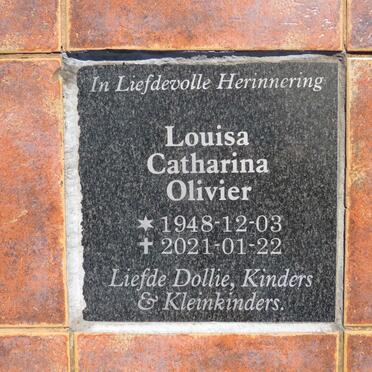 In Liefdevolle Herinnering
Louisa
Catharina
Olivier
✶ 1948-12-03
✝ 2021-01-22
Liefde Dollie, Kinders
& Kleinkinders.